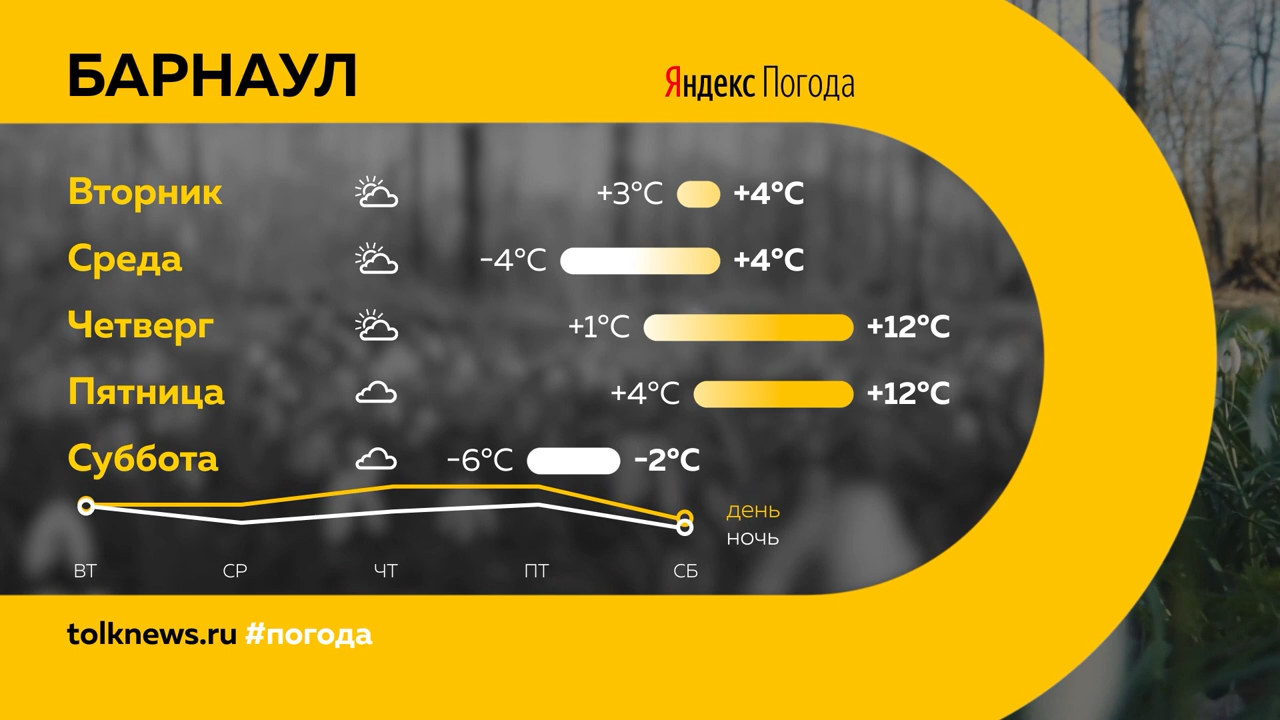 БАРНАУЛ
Яндекс Погода
Вторник +3°C +4°C
Среда -4°C +4°C
Четверг +1°C +12°C
Пятница +4°C +12°C
Суббота -6°C -2°C
день
ночь
ВТ СР ЧТ ПТ СБ
tolknews.ru #погода